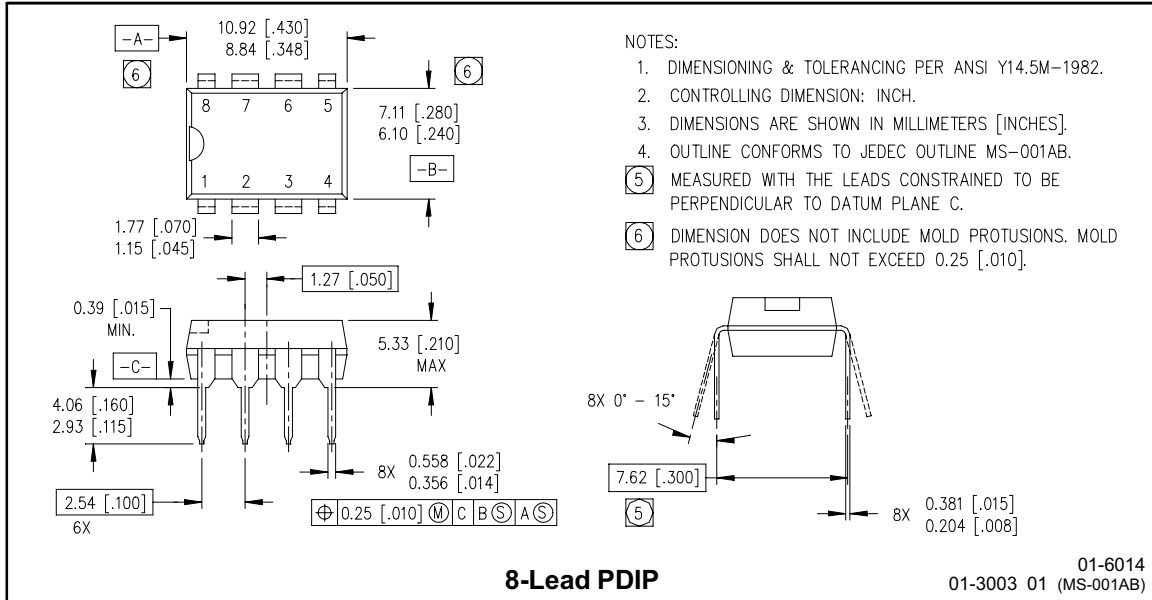 -A-
10.92 [.430]
8.84 [.348]
6
6
8 7 6 5
1 2 3 4
7.11 [.280]
6.10 [.240]
-B-
1.77 [.070]
1.15 [.045]
1.27 [.050]
0.39 [.015]
MIN.
-C-
5.33 [.210]
MAX
4.06 [.160]
2.93 [.115]
8X 0.558 [.022]
0.356 [.014]
2.54 [.100]
6X
⌖ 0.25 [.010] Ⓜ C B Ⓢ A Ⓢ
NOTES:
1. DIMENSIONING & TOLERANCING PER ANSI Y14.5M-1982.
2. CONTROLLING DIMENSION: INCH.
3. DIMENSIONS ARE SHOWN IN MILLIMETERS [INCHES].
4. OUTLINE CONFORMS TO JEDEC OUTLINE MS-001AB.
5 MEASURED WITH THE LEADS CONSTRAINED TO BE
PERPENDICULAR TO DATUM PLANE C.
6 DIMENSION DOES NOT INCLUDE MOLD PROTUSIONS. MOLD
PROTUSIONS SHALL NOT EXCEED 0.25 [.010].
8X 0° - 15°
7.62 [.300]
5
8X 0.381 [.015]
0.204 [.008]
8-Lead PDIP
01-6014
01-3003 01 (MS-001AB)